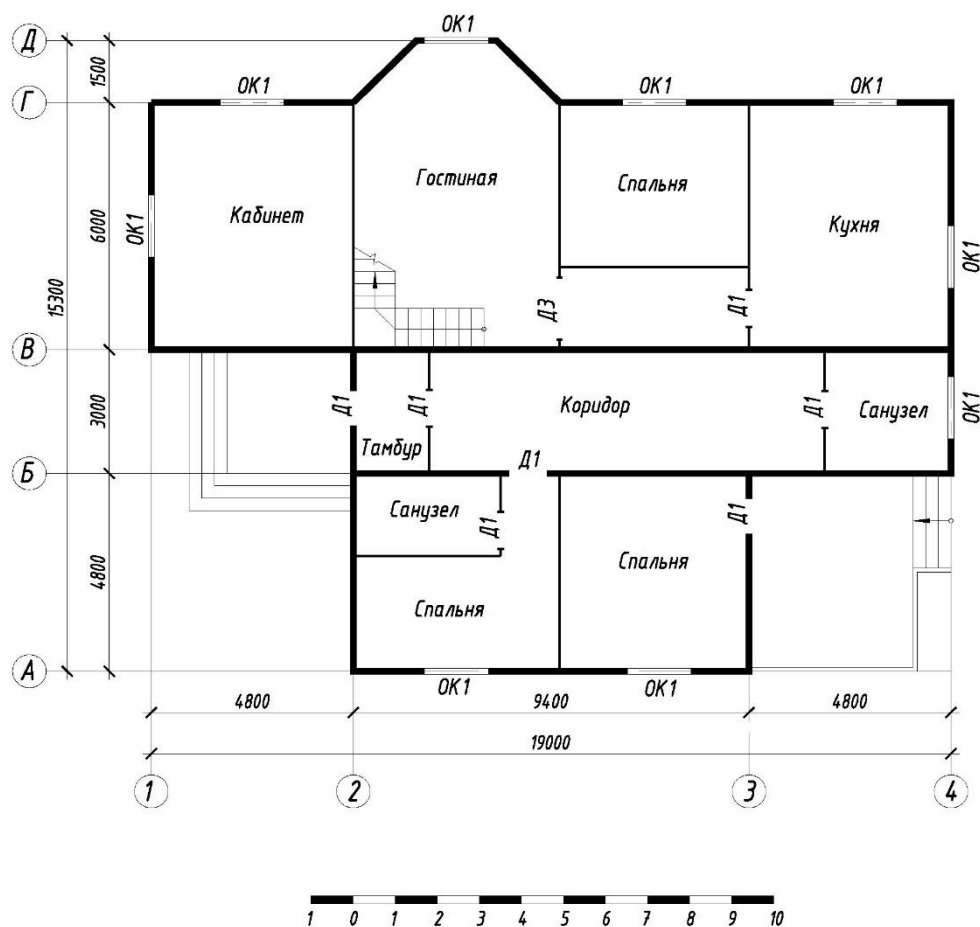 ОК1
Д
1500
ОК1
ОК1
ОК1
Г
Гостиная
Спальня
Кабинет
Кухня
ОК1
6000
ОК1
15300
Д3
Д1
В
Д1
Д1
Коридор
Д1
Санузел
ОК1
3000
Тамбур
Б
Д1
Санузел
Д1
Д1
Спальня
4800
Спальня
А
ОК1
ОК1
4800
9400
4800
19000
1
2
3
4
1 0 1 2 3 4 5 6 7 8 9 10